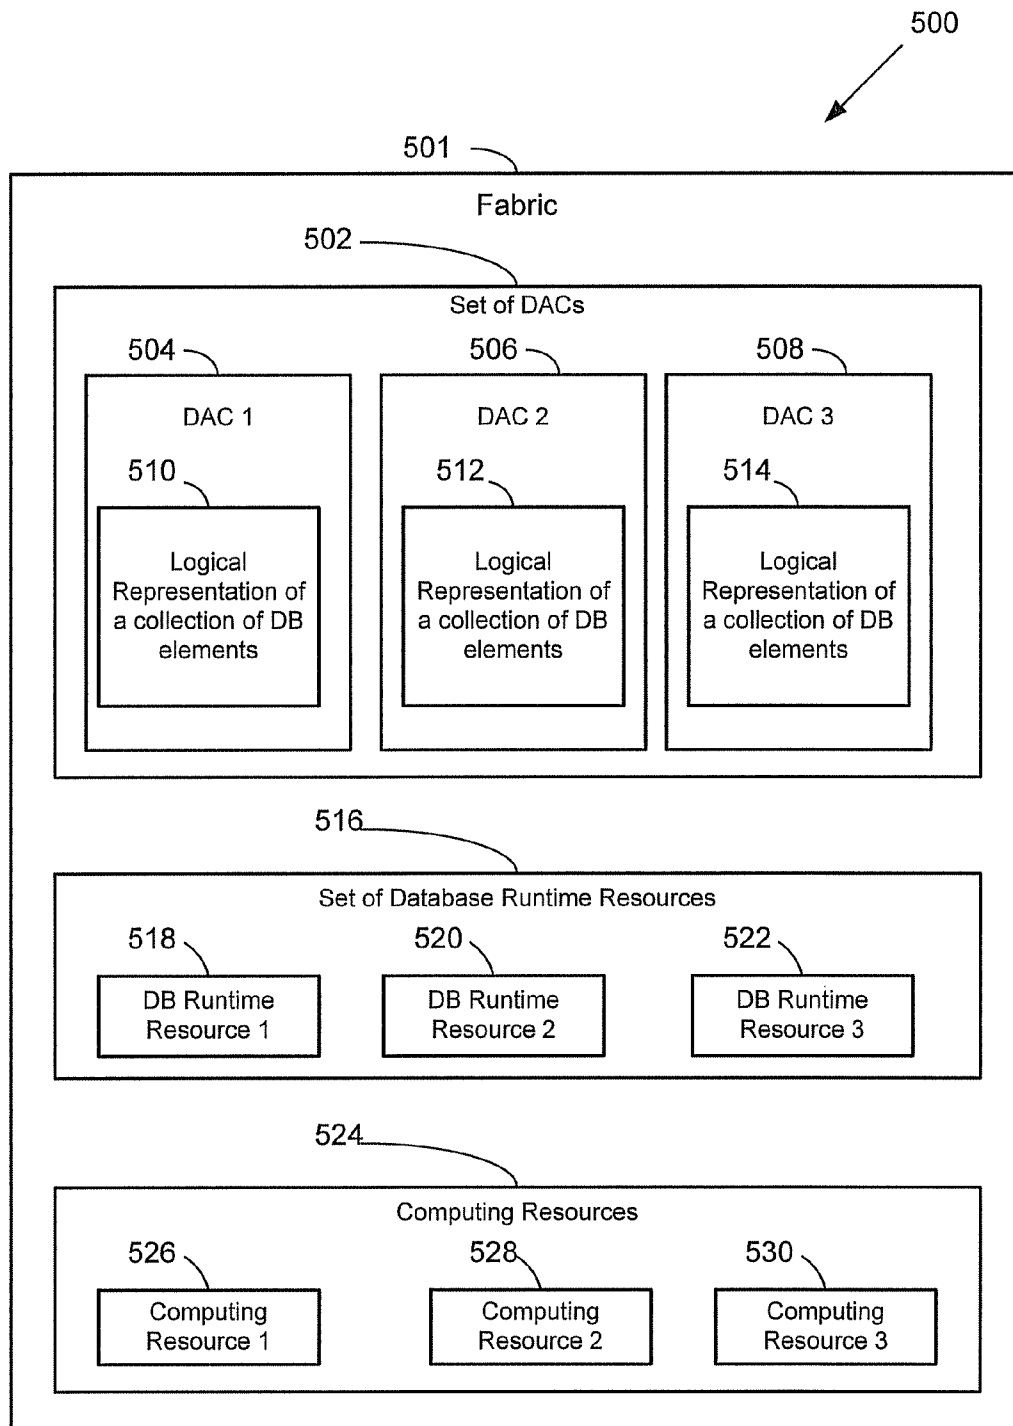 500
501
Fabric
502
Set of DACs
504
506
508
DAC 1
DAC 2
DAC 3
510
512
514
Logical
Representation of
a collection of DB
elements
Logical
Representation of
a collection of DB
elements
Logical
Representation of
a collection of DB
elements
516
Set of Database Runtime Resources
518
520
522
DB Runtime
Resource 1
DB Runtime
Resource 2
DB Runtime
Resource 3
524
Computing Resources
526
528
530
Computing
Resource 1
Computing
Resource 2
Computing
Resource 3